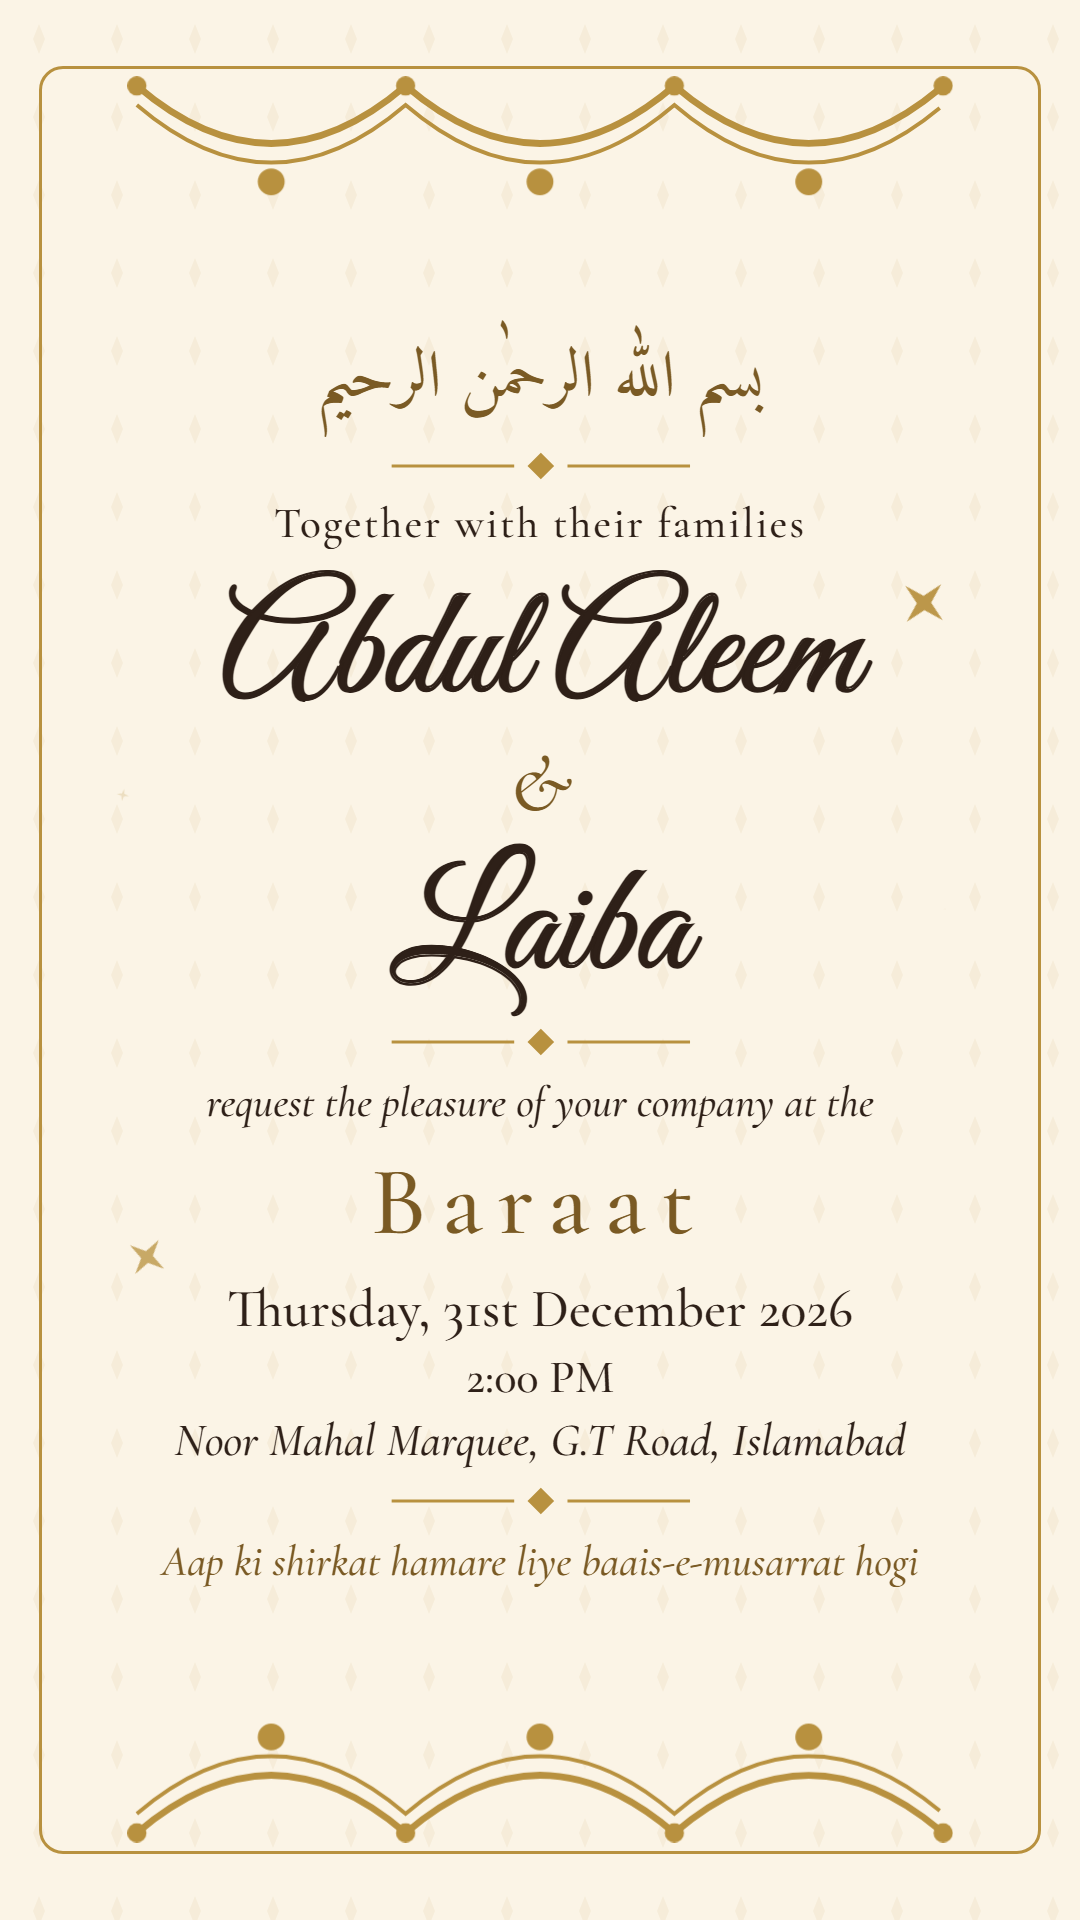 بسم الله الرحمٰن الرحيم
Together with their families
Abdul Aleem
&
Laiba
request the pleasure of your company at the
Baraat
Thursday, 31st December 2026
2:00 PM
Noor Mahal Marquee, G.T Road, Islamabad
Aap ki shirkat hamare liye baais-e-musarrat hogi